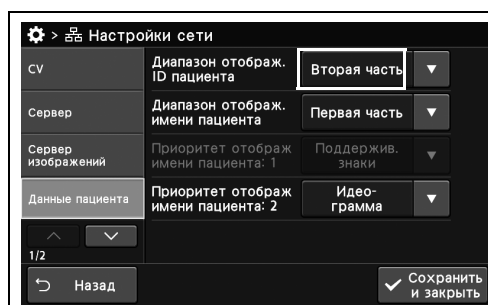 > Настройки сети
CV
Сервер
Сервер
изображений
Данные пациента
1/2
Диапазон отображ.
ID пациента
Вторая часть
Диапазон отображ.
имени пациента
Первая часть
Приоритет отображ
имени пациента: 1
Поддержив.
знаки
Приоритет отображ
имени пациента: 2
Идео-
грамма
Назад
Сохранить
и закрыть